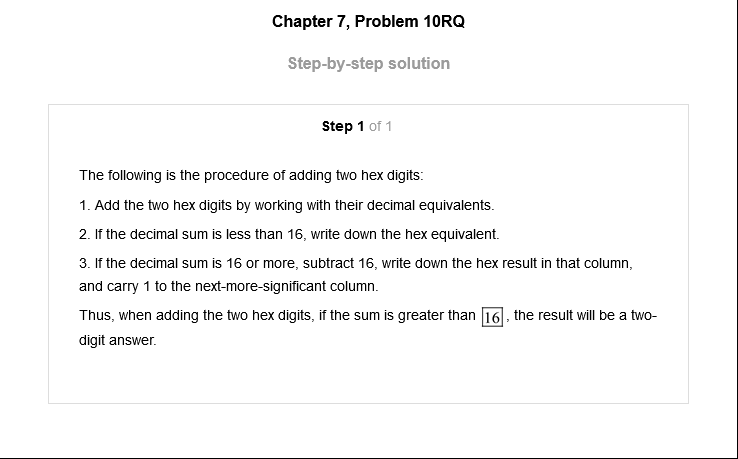 Chapter 7, Problem 10RQ
Step-by-step solution
Step 1 of 1
The following is the procedure of adding two hex digits:
1. Add the two hex digits by working with their decimal equivalents.
2. If the decimal sum is less than 16, write down the hex equivalent.
3. If the decimal sum is 16 or more, subtract 16, write down the hex result in that column,
and carry 1 to the next-more-significant column.
Thus, when adding the two hex digits, if the sum is greater than 16, the result will be a two-
digit answer.